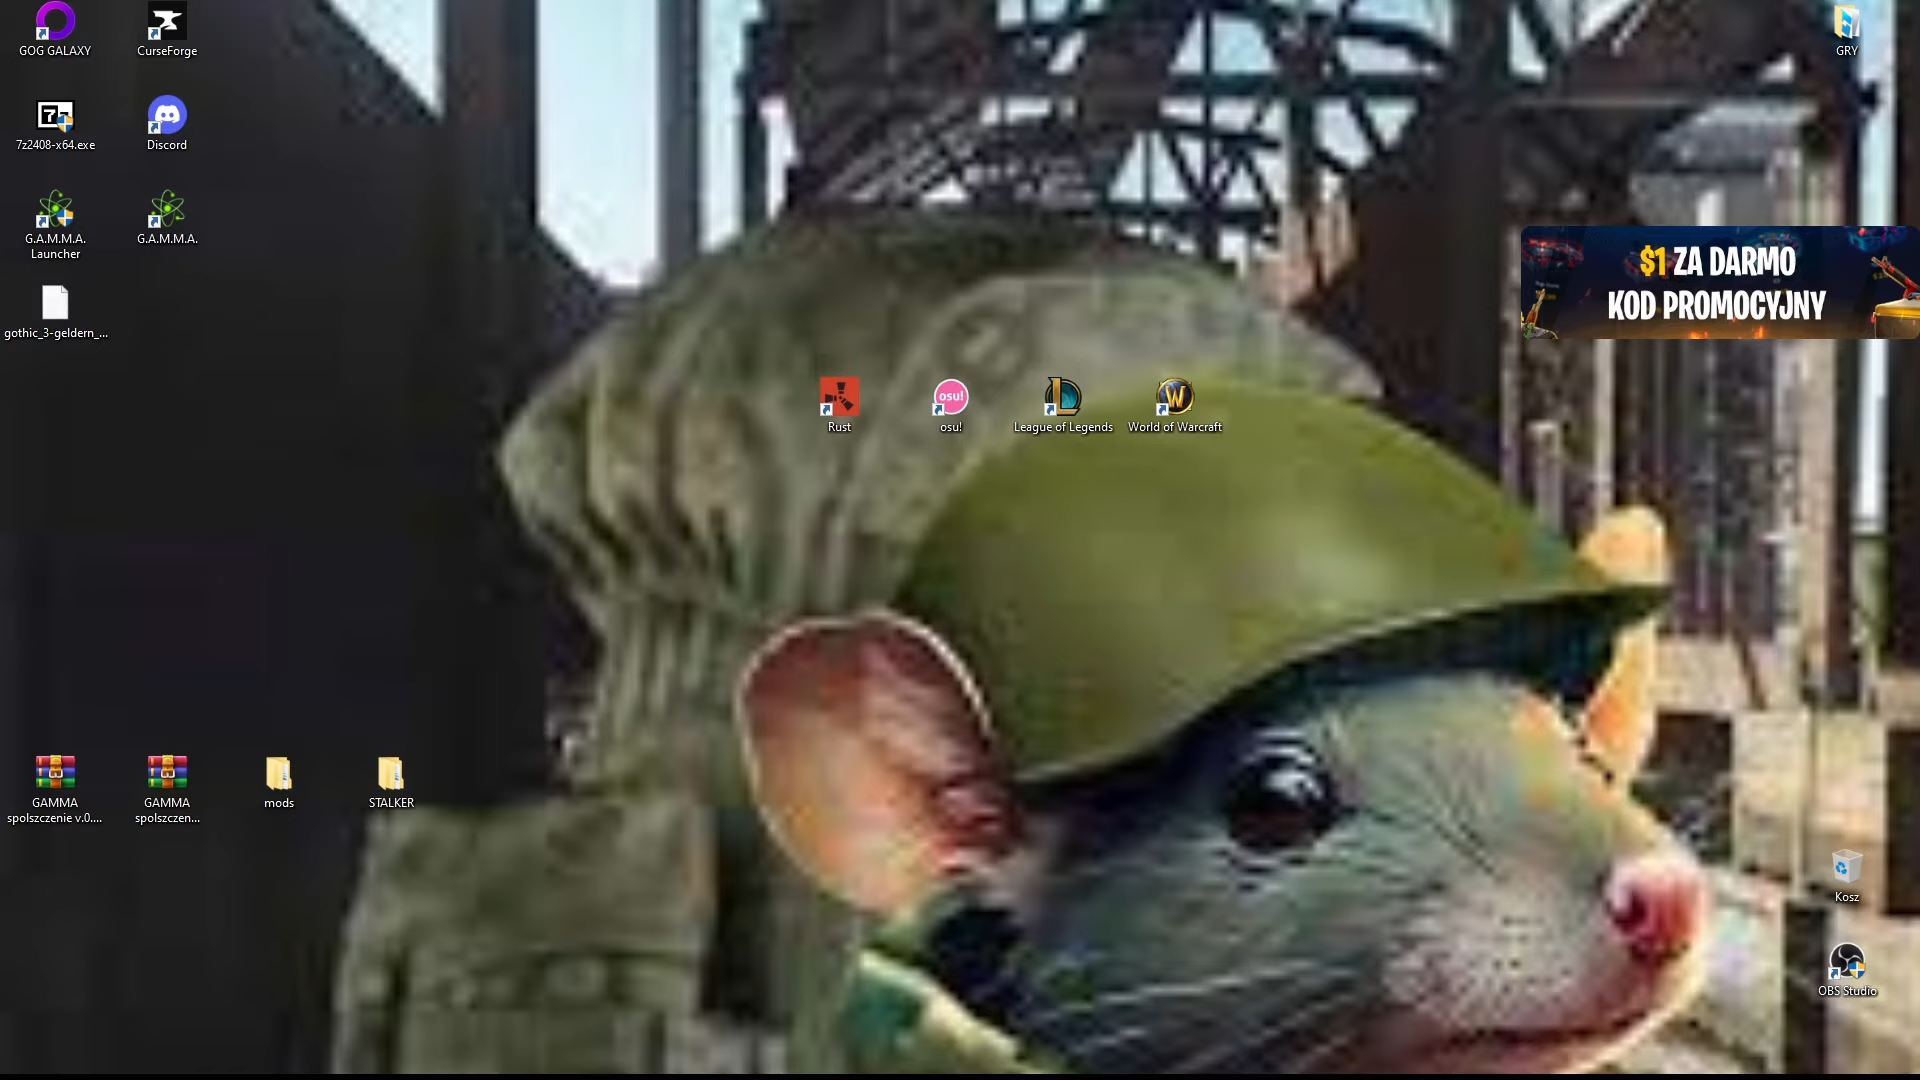 GOG GALAXY
CurseForge
GRY
7z2408-x64.exe
Discord
G.A.M.M.A.
Launcher
G.A.M.M.A.
$1 ZA DARMO
KOD PROMOCYJNY
gothic_3-geldern_...
osu!
Rust
osu!
League of Legends
World of Warcraft
GAMMA
spolszczenie v.0....
GAMMA
spolszczen...
mods
STALKER
Kosz
OBS Studio